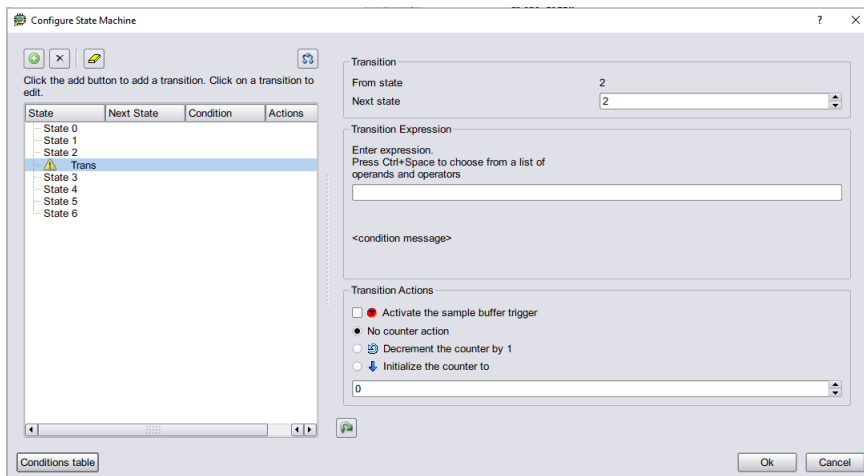 Configure State Machine
?
Click the add button to add a transition. Click on a transition to
edit.
State Next State Condition Actions
State 0
State 1
State 2
Trans
State 3
State 4
State 5
State 6
Conditions table
Transition
From state 2
Next state 2
Transition Expression
Enter expression.
Press Ctrl+Space to choose from a list of
operands and operators
<condition message>
Transition Actions
Activate the sample buffer trigger
No counter action
Decrement the counter by 1
Initialize the counter to
0
Ok Cancel